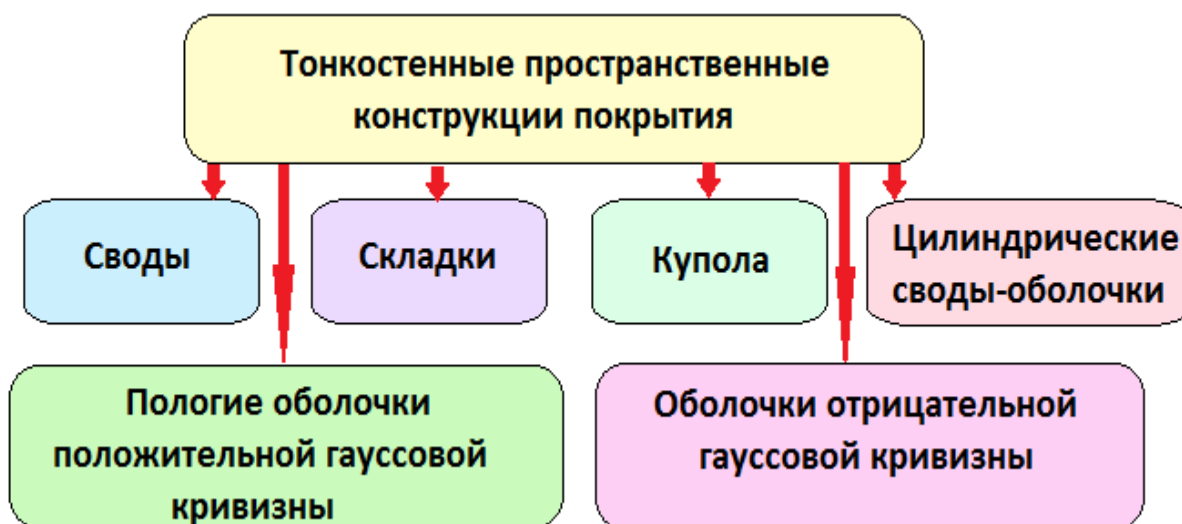 Тонкостенные пространственные
конструкции покрытия
Своды
Складки
Купола
Цилиндрические
своды-оболочки
Пологие оболочки
положительной гауссовой
кривизны
Оболочки отрицательной
гауссовой кривизны